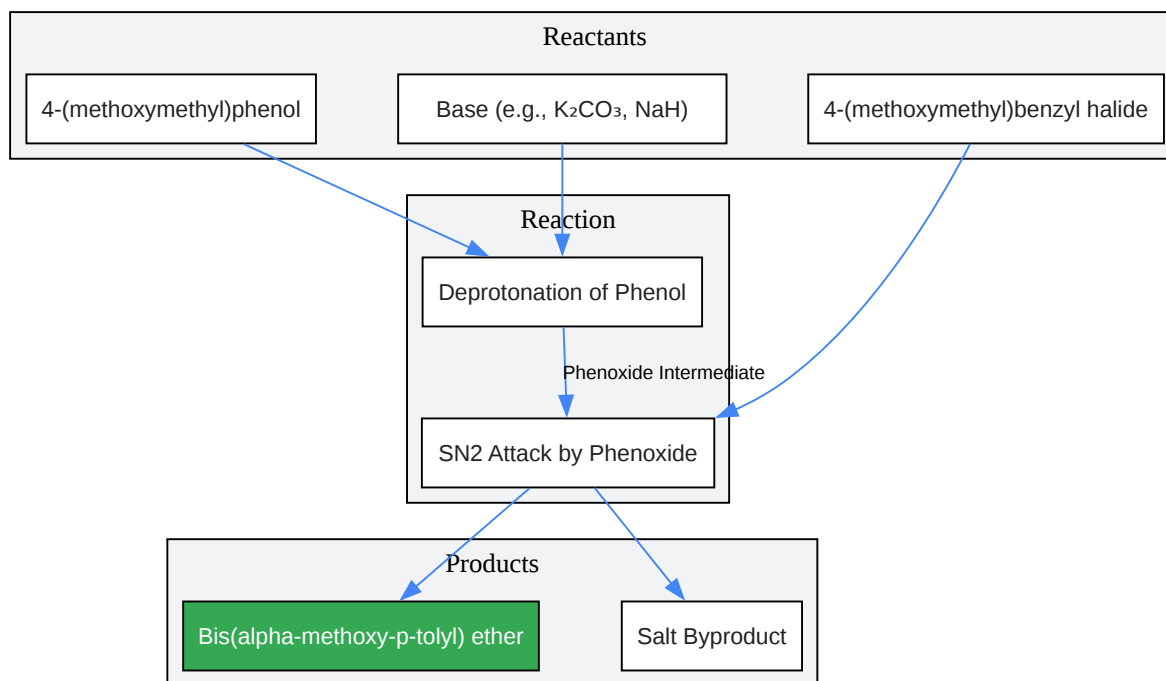 Reactants
4-(methoxymethyl)phenol
Base (e.g., K₂CO₃, NaH)
4-(methoxymethyl)benzyl halide
Reaction
Deprotonation of Phenol
Phenoxide Intermediate
SN2 Attack by Phenoxide
Products
Bis(alpha-methoxy-p-tolyl) ether
Salt Byproduct